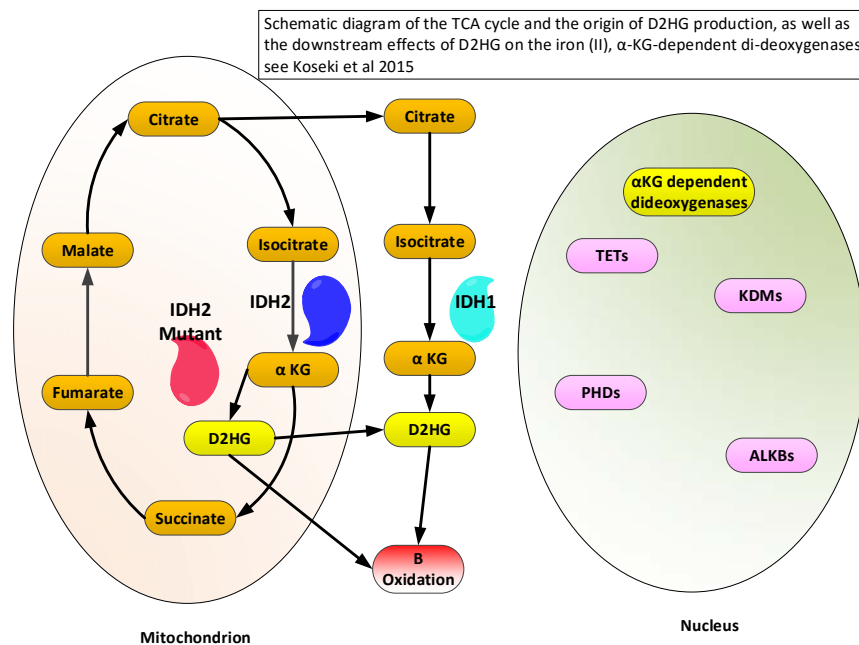 Schematic diagram of the TCA cycle and the origin of D2HG production, as well as
the downstream effects of D2HG on the iron (II), α-KG-dependent di-deoxygenases
see Koseki et al 2015
Citrate
Citrate
αKG dependent
dideoxygenases
Malate
Isocitrate
Isocitrate
TETs
KDMs
IDH2
Mutant
IDH2
IDH1
α KG
α KG
Fumarate
PHDs
D2HG
D2HG
ALKBs
Succinate
B
Oxidation
Mitochondrion
Nucleus